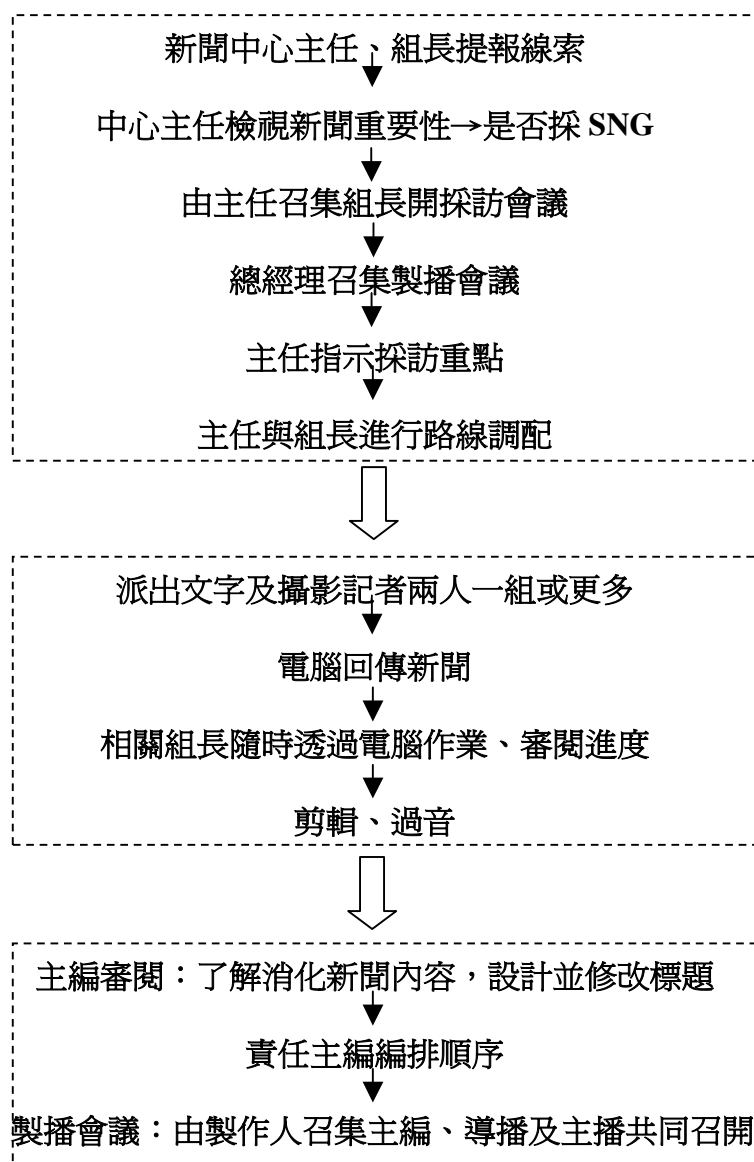 新聞中心主任、組長提報線索
中心主任檢視新聞重要性→是否採 SNG
由主任召集組長開採訪會議
總經理召集製播會議
主任指示採訪重點
主任與組長進行路線調配
派出文字及攝影記者兩人一組或更多
電腦回傳新聞
相關組長隨時透過電腦作業、審閱進度
剪輯、過音
主編審閱：了解消化新聞內容，設計並修改標題
責任主編編排順序
製播會議：由製作人召集主編、導播及主播共同召開